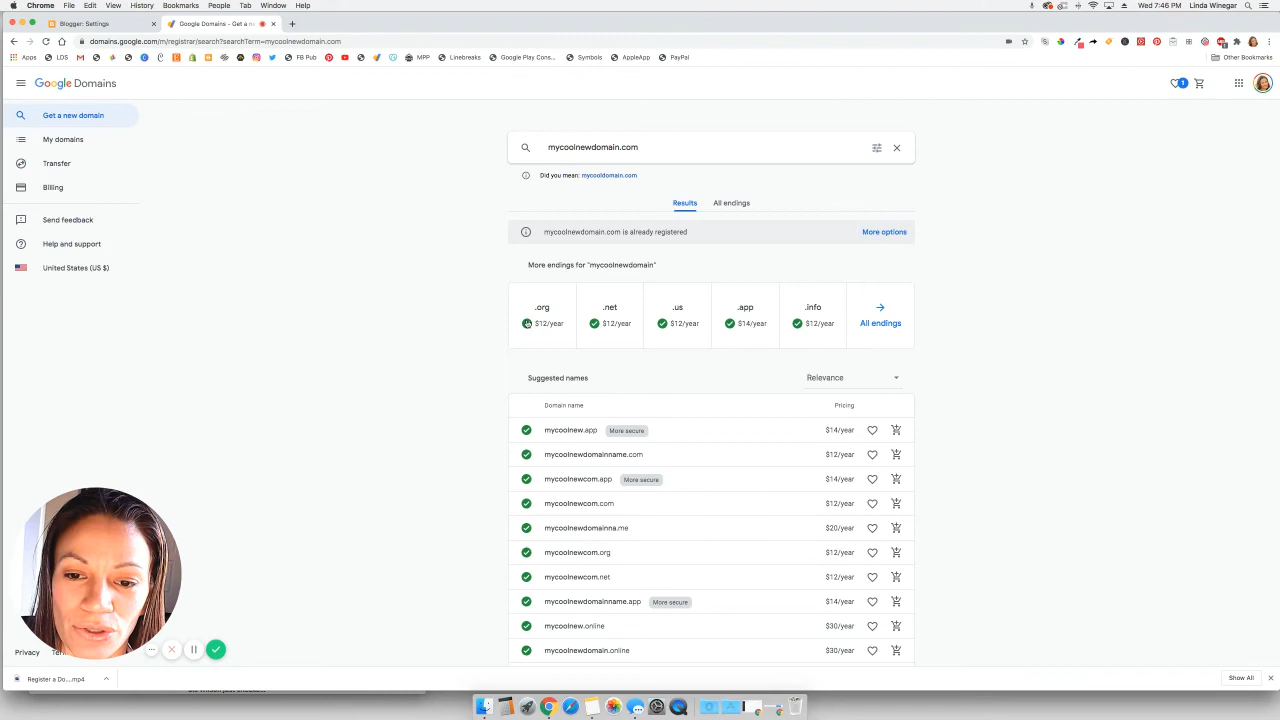 Chrome File Edit View History Bookmarks People Tab Window Help
Wed 7:46 PM Linda Winegar
Blogger: Settings
Google Domains - Get a n
domains.google.com/m/registrar/search?searchTerm=mycoolnewdomain.com
Apps LDS FB Pub MPP Linebreaks Google Play Cons... Symbols AppleApp PayPal Other Bookmarks
Google Domains
1
Get a new domain
My domains
Transfer
Billing
Send feedback
Help and support
United States (US $)
mycoolnewdomain.com
Did you mean: mycooldomain.com
Results All endings
mycoolnewdomain.com is already registered More options
More endings for "mycoolnewdomain"
.org .net .us .app .info
$12/year $12/year $12/year $14/year $12/year All endings
Suggested names Relevance
Domain name Pricing
mycoolnew.app More secure $14/year
mycoolnewdomainname.com $12/year
mycoolnewcom.app More secure $14/year
mycoolnewcom.com $12/year
mycoolnewdomainna.me $20/year
mycoolnewcom.org $12/year
mycoolnewcom.net $12/year
mycoolnewdomainname.app More secure $14/year
mycoolnew.online $30/year
mycoolnewdomain.online $30/year
Privacy
Register a Do....mp4 Show All